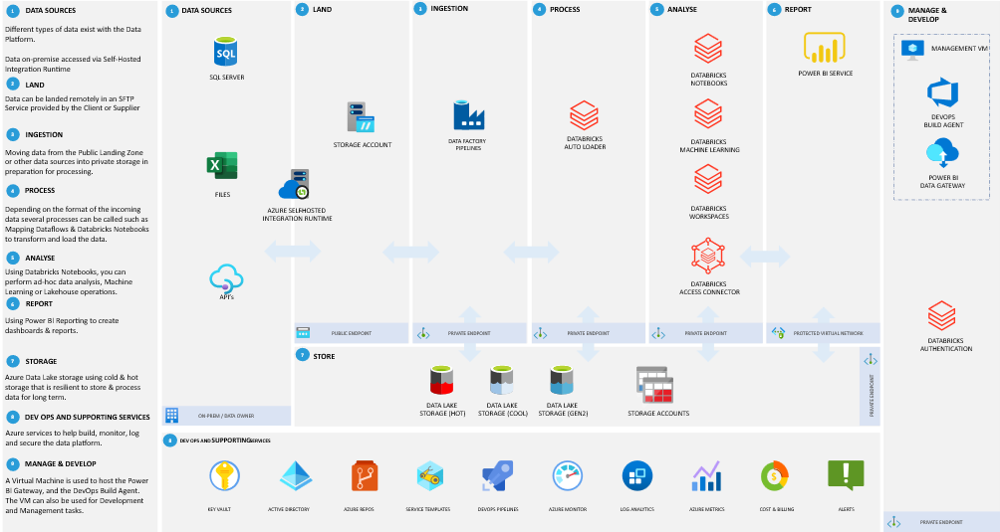 1 DATA SOURCES
Different types of data exist with the Data
Platform.
Data on-premise accessed via Self-Hosted
Integration Runtime
2 LAND
Data can be landed remotely in an SFTP
Service provided by the Client or Supplier
3 INGESTION
Moving data from the Public Landing Zone
or other data sources into private storage in
preparation for processing.
4 PROCESS
Depending on the format of the incoming
data several processes can be called such as
Mapping Dataflows & Databricks Notebooks
to transform and load the data.
5 ANALYSE
Using Databricks Notebooks, you can
perform ad-hoc data analysis, Machine
Learning or Lakehouse operations.
6 REPORT
Using Power BI Reporting to create
dashboards & reports.
7 STORAGE
Azure Data Lake storage using cold & hot
storage that is resilient to store & process
data for long term.
8 DEV OPS AND SUPPORTING SERVICES
Azure services to help build, monitor, log
and secure the data platform.
9 MANAGE & DEVELOP
A Virtual Machine is used to host the Power
BI Gateway, and the DevOps Build Agent.
The VM can also be used for Development
and Management tasks.
1 DATA SOURCES
SQL
SQL SERVER
FILES
API's
ON-PREM / DATA OWNER
2 LAND
STORAGE ACCOUNT
AZURE SELFHOSTED
INTEGRATION RUNTIME
PUBLIC ENDPOINT
3 INGESTION
DATA FACTORY
PIPELINES
PRIVATE ENDPOINT
4 PROCESS
DATABRICKS
AUTO LOADER
PRIVATE ENDPOINT
5 ANALYSE
DATABRICKS
NOTEBOOKS
DATABRICKS
MACHINE LEARNING
DATABRICKS
WORKSPACES
DATABRICKS
ACCESS CONNECTOR
PRIVATE ENDPOINT
6 REPORT
POWER BI SERVICE
PROTECTED VIRTUAL NETWORK
7 STORE
DATA LAKE
STORAGE (HOT)
DATA LAKE
STORAGE (COOL)
DATA LAKE
STORAGE (GEN2)
STORAGE ACCOUNTS
PRIVATE ENDPOINT
8 DEV OPS AND SUPPORTING SERVICES
KEY VAULT
ACTIVE DIRECTORY
AZURE REPOS
SERVICE TEMPLATES
DEVOPS PIPELINES
AZURE MONITOR
LOG ANALYTICS
AZURE METRICS
COST & BILLING
ALERTS
9 MANAGE &
DEVELOP
MANAGEMENT VM
DEVOPS
BUILD AGENT
POWER BI
DATA GATEWAY
DATABRICKS
AUTHENTICATION
PRIVATE ENDPOINT